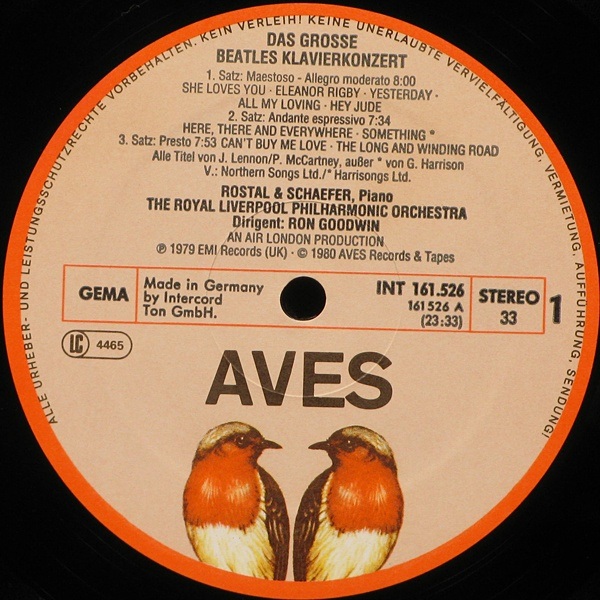 ALLE URHEBER- UND LEISTUNGSSCHUTZRECHTE VORBEHALTEN. KEIN VERLEIH! KEINE UNERLAUBTE VERVIELFÄLTIGUNG, VERMIETUNG, AUFFÜHRUNG, SENDUNG!
DAS GROSSE
BEATLES KLAVIERKONZERT
1. Satz: Maestoso - Allegro moderato 8:00
SHE LOVES YOU · ELEANOR RIGBY · YESTERDAY ·
ALL MY LOVING · HEY JUDE
2. Satz: Andante espressivo 7:34
HERE, THERE AND EVERYWHERE · SOMETHING *
3. Satz: Presto 7:53 CAN'T BUY ME LOVE · THE LONG AND WINDING ROAD
Alle Titel von J. Lennon/P. McCartney, außer * von G. Harrison
V.: Northern Songs Ltd./* Harrisongs Ltd.
ROSTAL & SCHAEFER, Piano
THE ROYAL LIVERPOOL PHILHARMONIC ORCHESTRA
Dirigent: RON GOODWIN
AN AIR LONDON PRODUCTION
℗ 1979 EMI Records (UK) · © 1980 AVES Records & Tapes
GEMA
Made in Germany
by Intercord
Ton GmbH.
INT 161.526
161 526 A
(23:33)
STEREO
33
1
LC 4465
AVES